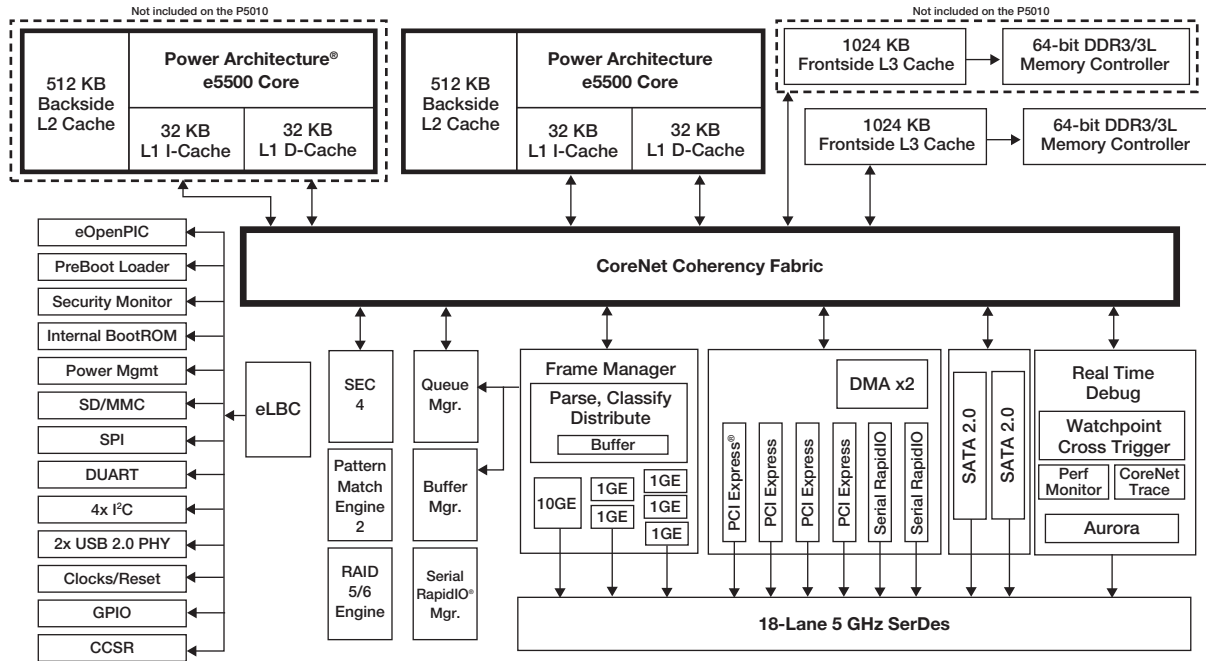 Not included on the P5010
Not included on the P5010
512 KB
Backside
L2 Cache
Power Architecture®
e5500 Core
32 KB
L1 I-Cache
32 KB
L1 D-Cache
512 KB
Backside
L2 Cache
Power Architecture
e5500 Core
32 KB
L1 I-Cache
32 KB
L1 D-Cache
1024 KB
Frontside L3 Cache
64-bit DDR3/3L
Memory Controller
1024 KB
Frontside L3 Cache
64-bit DDR3/3L
Memory Controller
CoreNet Coherency Fabric
eOpenPIC
PreBoot Loader
Security Monitor
Internal BootROM
Power Mgmt
SD/MMC
SPI
DUART
4x I²C
2x USB 2.0 PHY
Clocks/Reset
GPIO
CCSR
eLBC
SEC
4
Pattern
Match
Engine
2
RAID
5/6
Engine
Queue
Mgr.
Buffer
Mgr.
Serial
RapidIO®
Mgr.
Frame Manager
Parse, Classify
Distribute
Buffer
10GE
1GE
1GE
1GE
1GE
1GE
DMA x2
PCI Express®
PCI Express
PCI Express
PCI Express
Serial RapidIO
Serial RapidIO
SATA 2.0
SATA 2.0
Real Time
Debug
Watchpoint
Cross Trigger
Perf
Monitor
CoreNet
Trace
Aurora
18-Lane 5 GHz SerDes